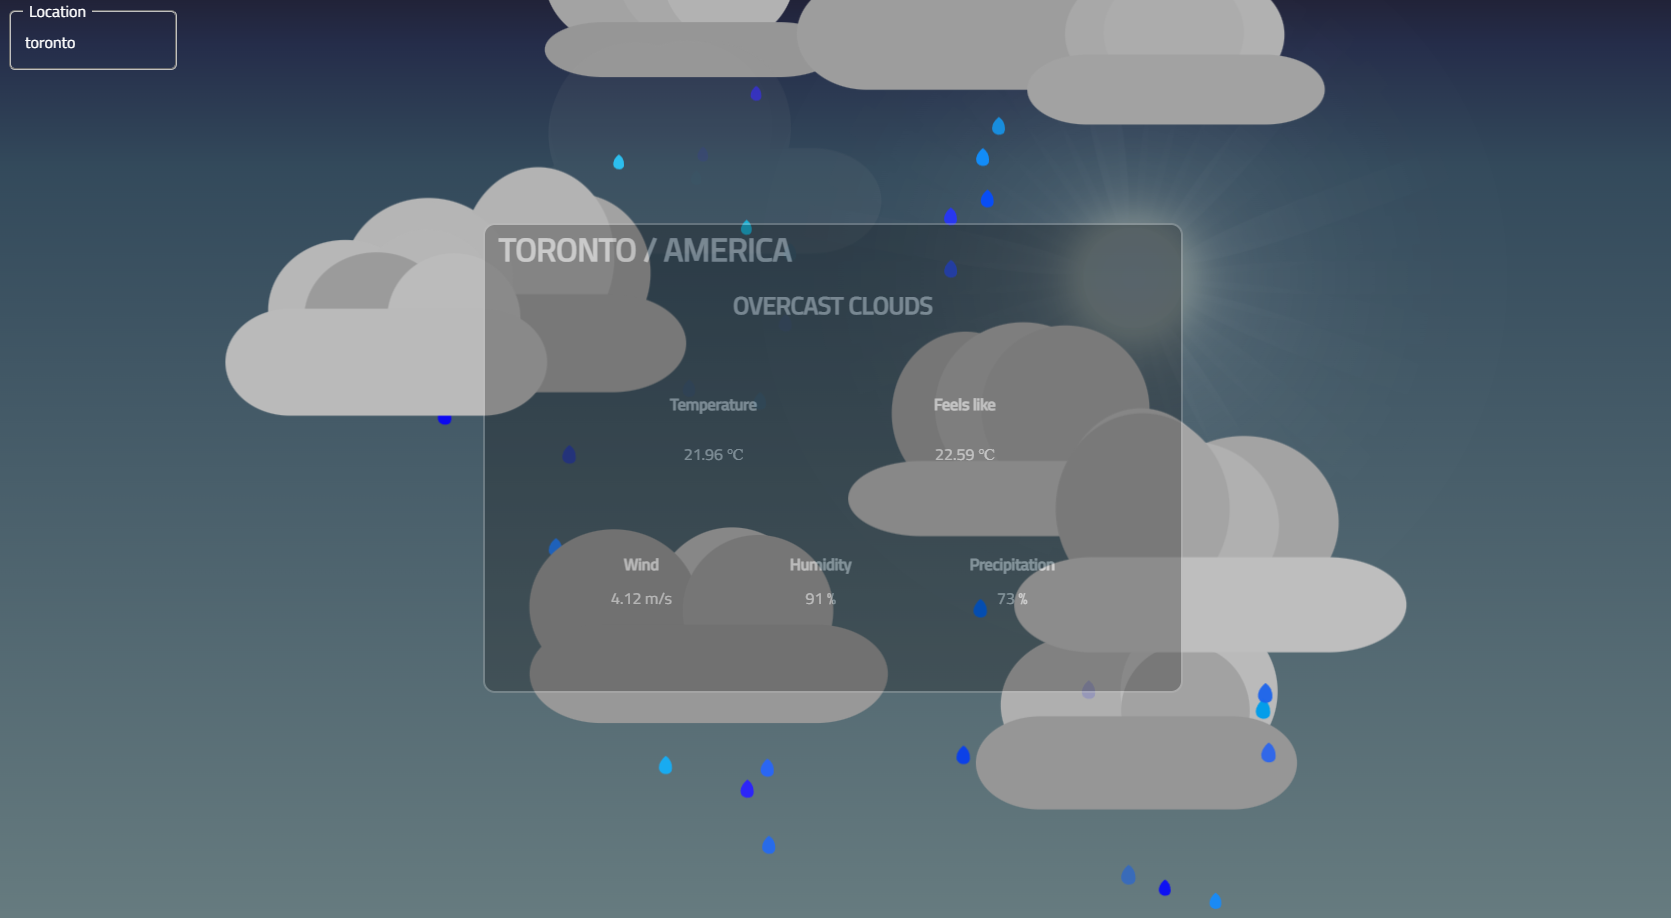 Location
toronto
TORONTO / AMERICA
OVERCAST CLOUDS
Temperature Feels like
21.96 °C 22.59 °C
Wind Humidity Precipitation
4.12 m/s 91 % 73 %